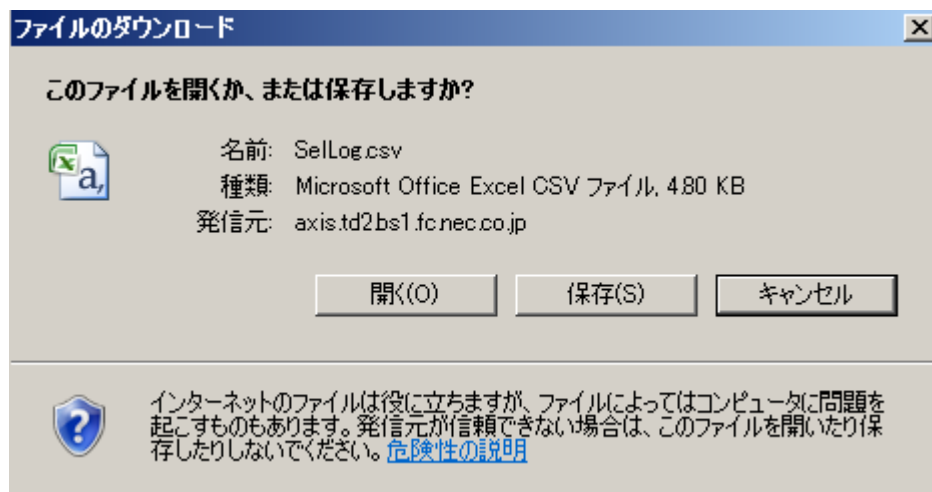 ファイルのダウンロード
このファイルを開くか、または保存しますか?
名前: SelLog.csv
種類: Microsoft Office Excel CSV ファイル, 4.80 KB
発信元: axis.td2.bs1.fc.nec.co.jp
開く(O) 保存(S) キャンセル
インターネットのファイルは役に立ちますが、ファイルによってはコンピュータに問題を
起こすものもあります。発信元が信頼できない場合は、このファイルを開いたり保
存したりしないでください。危険性の説明